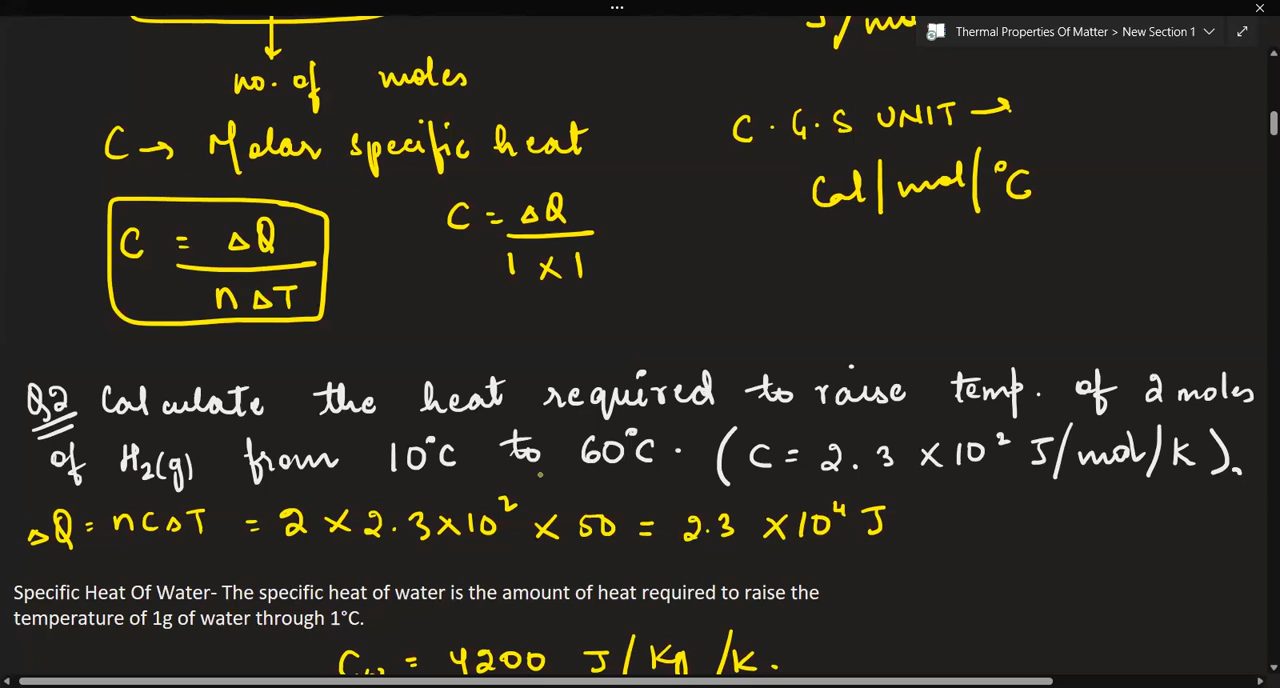 Thermal Properties Of Matter > New Section 1
no. of moles
C → Molar specific heat
C = ΔQ / nΔT
C = ΔQ / 1 × 1
C.G.S UNIT →
Cal/mol/°C
Q2 Calculate the heat required to raise temp. of 2 moles
of H₂(g) from 10°C to 60°C. (C = 2.3 × 10² J/mol/K).
ΔQ = nCΔT = 2 × 2.3 × 10² × 50 = 2.3 × 10⁴ J
Specific Heat Of Water- The specific heat of water is the amount of heat required to raise the
temperature of 1g of water through 1°C.
= 4200 J/Kg/K.